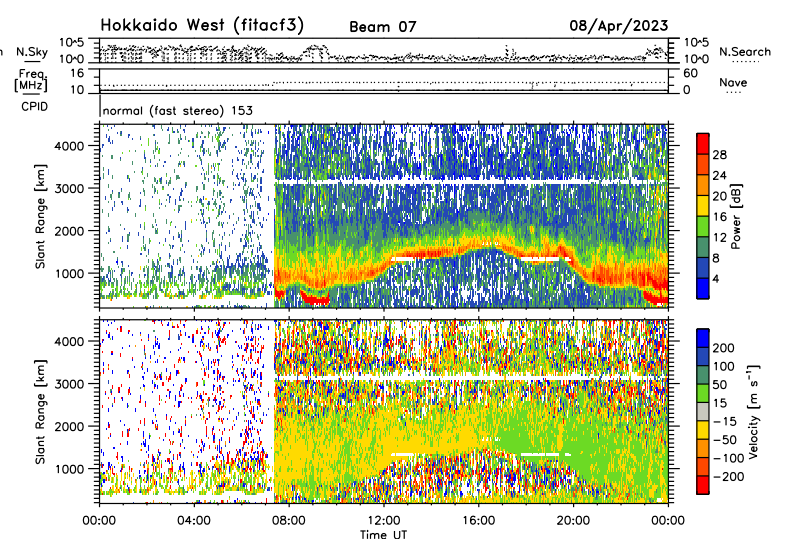 Hokkaido West (fitacf3) Beam 07 08/Apr/2023
N.Sky 10^5 10^0 10^5 10^0 N.Search
Freq. [MHz] 16 10 60 0 Nave
CPID normal (fast stereo) 153
Slant Range [km] 4000 3000 2000 1000
28 24 20 16 12 8 4 Power [dB]
Slant Range [km] 4000 3000 2000 1000
200 100 50 15 -15 -50 -100 -200 Velocity [m s⁻¹]
00:00 04:00 08:00 12:00 16:00 20:00 00:00
Time UT